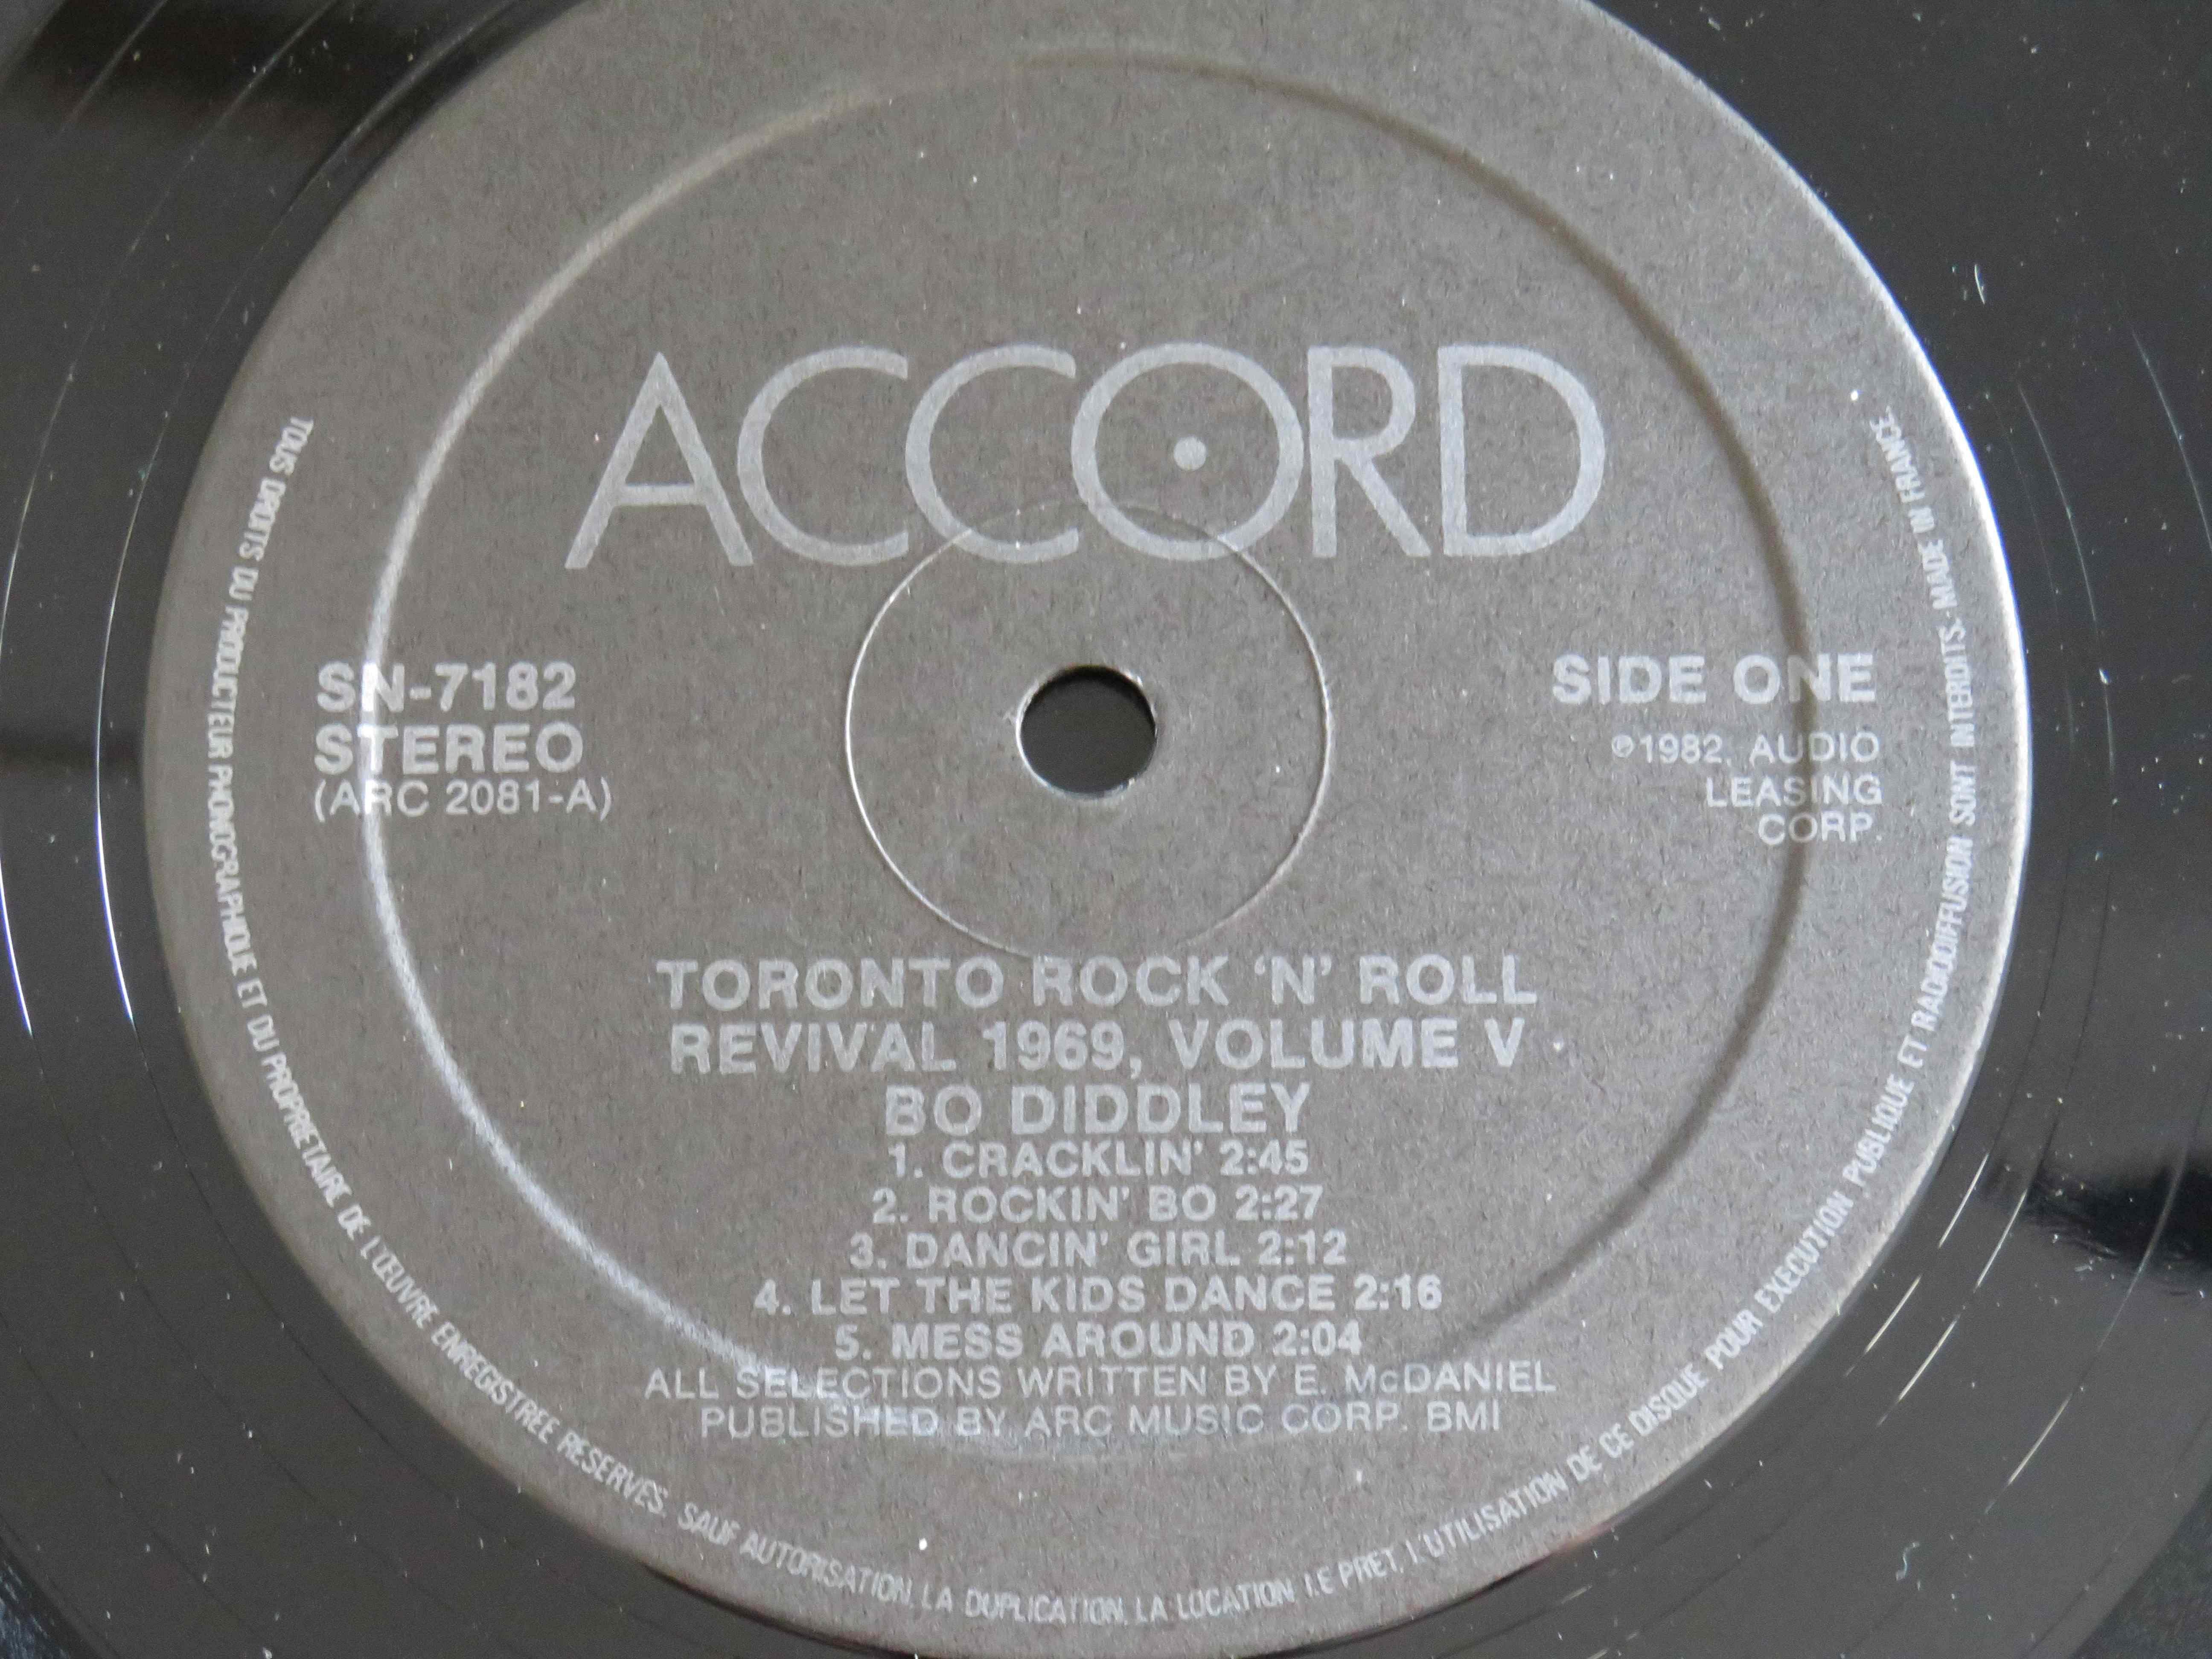 ACCORD
SN-7182
STEREO
(ARC 2081-A)
SIDE ONE
℗1982, AUDIO
LEASING
CORP.
TORONTO ROCK ‘N’ ROLL
REVIVAL 1969, VOLUME V
BO DIDDLEY
1. CRACKLIN’ 2:45
2. ROCKIN’ BO 2:27
3. DANCIN’ GIRL 2:12
4. LET THE KIDS DANCE 2:16
5. MESS AROUND 2:04
ALL SELECTIONS WRITTEN BY E. McDANIEL
PUBLISHED BY ARC MUSIC CORP. BMI
TOUS DROITS DU PRODUCTEUR PHONOGRAPHIQUE ET DU PROPRIETAIRE DE L'ŒUVRE ENREGISTREE RESERVES. SAUF AUTORISATION, LA DUPLICATION, LA LOCATION LE PRET, L'UTILISATION DE CE DISQUE POUR EXECUTION PUBLIQUE ET RADIODIFFUSION SONT INTERDITS. MADE IN FRANCE.